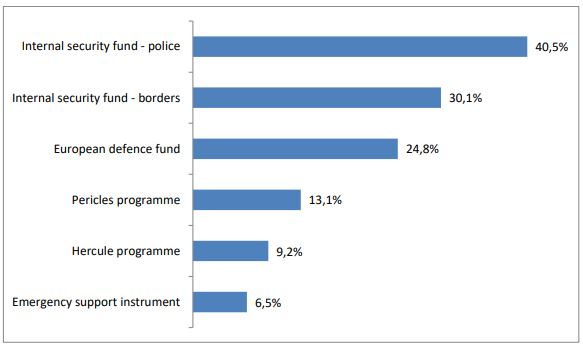 Internal security fund - police 40,5%
Internal security fund - borders 30,1%
European defence fund 24,8%
Pericles programme 13,1%
Hercule programme 9,2%
Emergency support instrument 6,5%